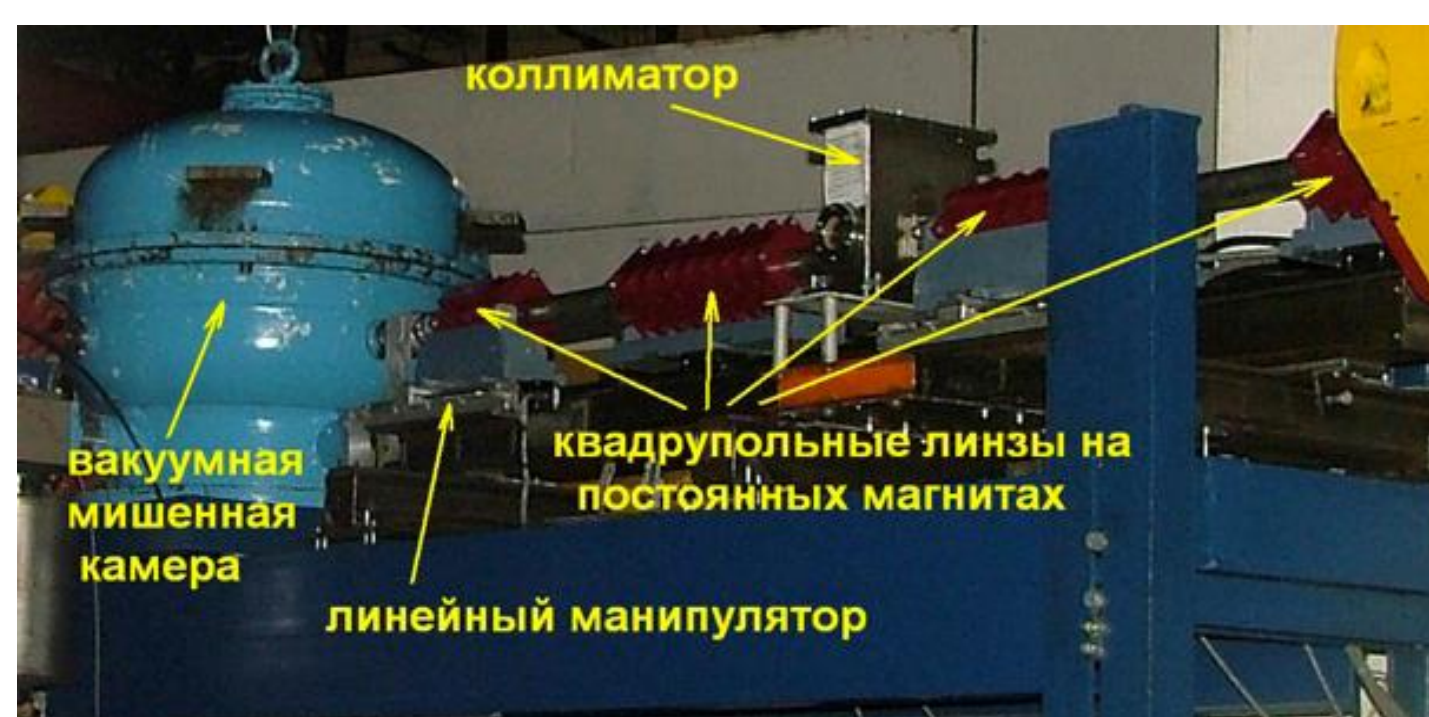 коллиматор
квадрупольные линзы на
постоянных магнитах
вакуумная
мишенная
камера
линейный манипулятор